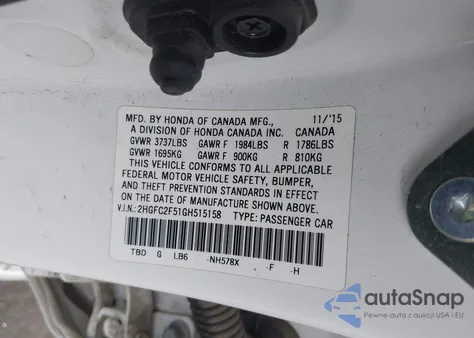 MFD. BY HONDA OF CANADA MFG., 11/'15
A DIVISION OF HONDA CANADA INC. CANADA
GVWR 3737LBS GAWR F 1984LBS R 1786LBS
GVWR 1695KG GAWR F 900KG R 810KG
THIS VEHICLE CONFORMS TO ALL APPLICABLE
FEDERAL MOTOR VEHICLE SAFETY, BUMPER,
AND THEFT PREVENTION STANDARDS IN EFFECT
ON THE DATE OF MANUFACTURE SHOWN ABOVE.
V.I.N.: 2HGFC2F51GH515158 TYPE: PASSENGER CAR
TBD G LB6 -NH578X .-F -H
autoSnap
Pewne auto z aukcji USA i EU